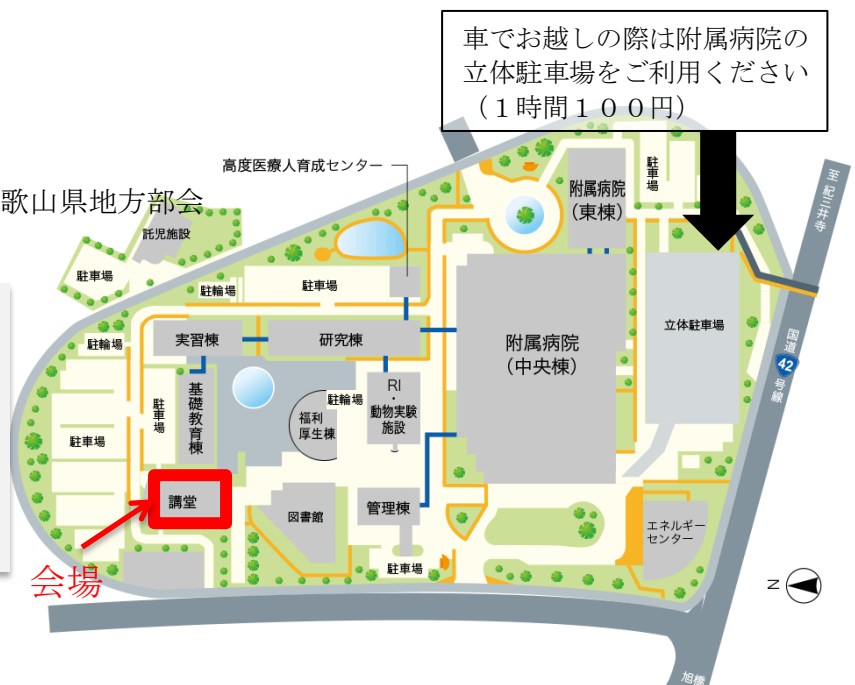 車でお越しの際は附属病院の
立体駐車場をご利用ください
（１時間１００円）
高度医療人育成センター
駐車場
附属病院
（東棟）
至 紀三井寺
歌山県地方部会
託児施設
駐車場
駐輪場
駐車場
立体駐車場
国道
42
号線
駐輪場
実習棟
研究棟
附属病院
（中央棟）
基礎教育棟
駐車場
駐車場
福利
厚生棟
駐輪場
RI
・
動物実験
施設
講堂
図書館
管理棟
エネルギー
センター
駐車場
会場
N
旭橋